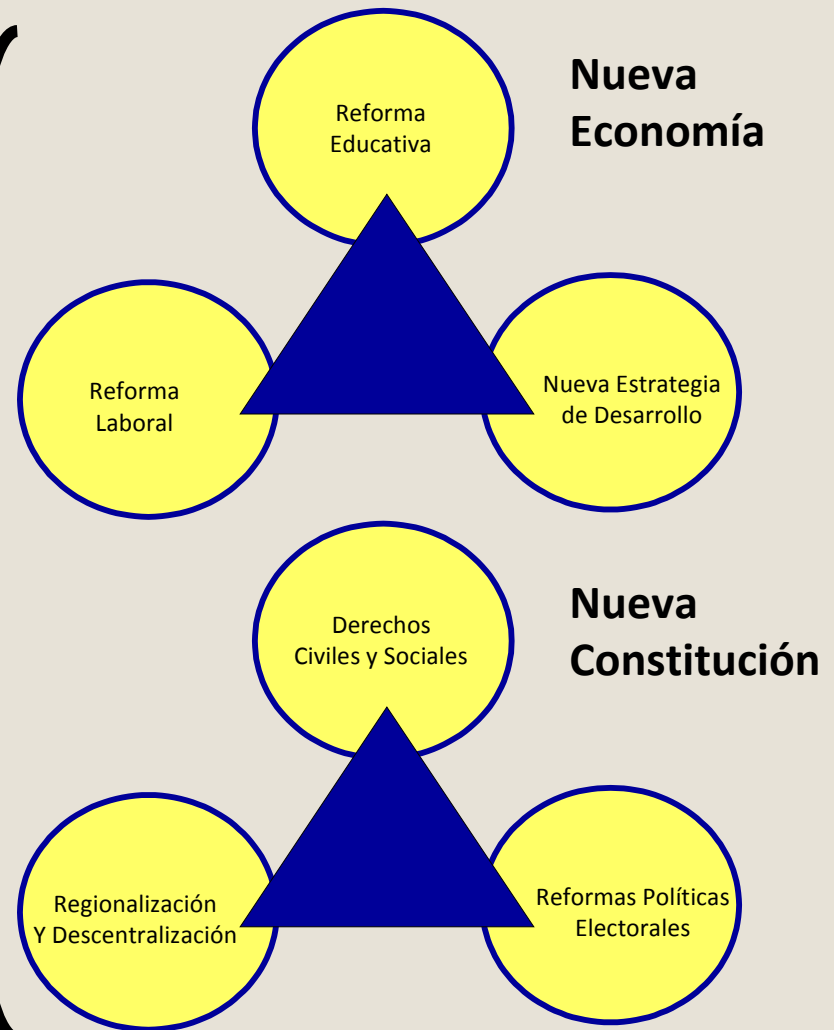 Nueva
Economía
Reforma
Educativa
Reforma
Laboral
Nueva Estrategia
de Desarrollo
Nueva
Constitución
Derechos
Civiles y Sociales
Regionalización
Y Descentralización
Reformas Políticas
Electorales